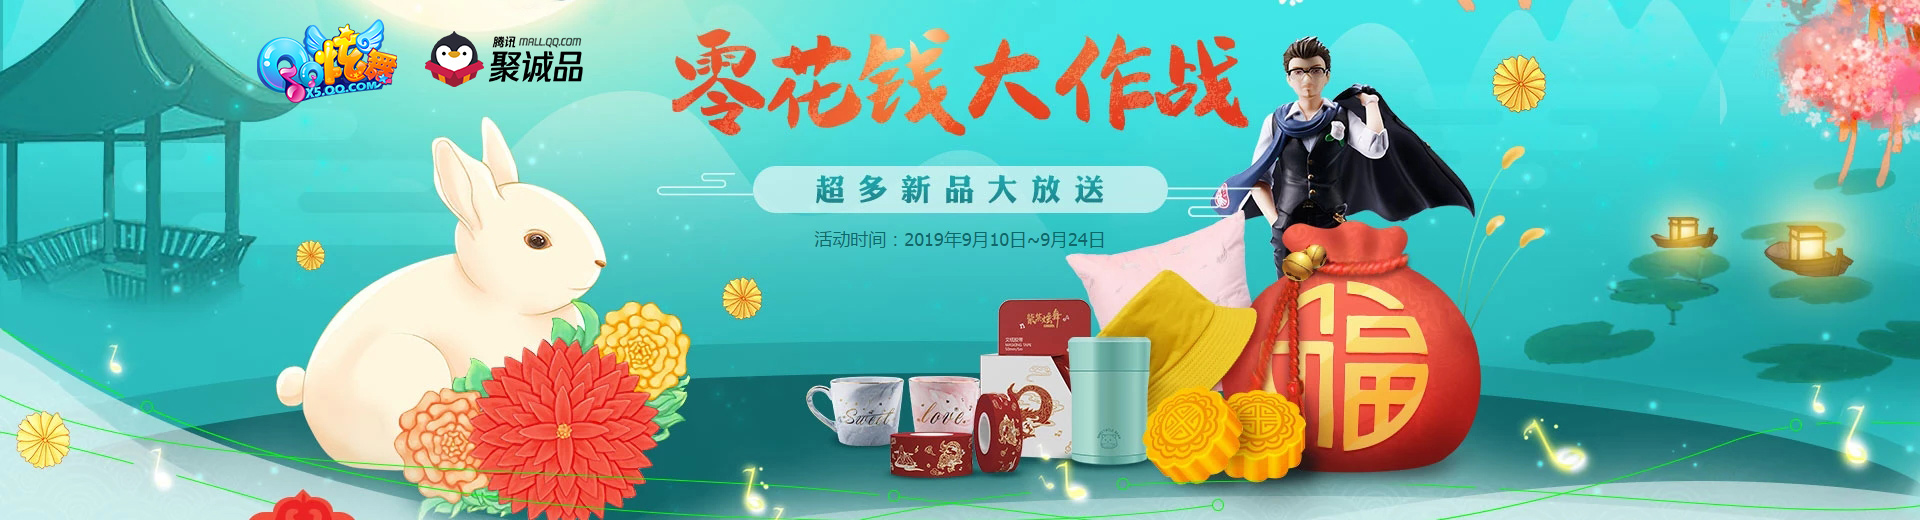 QQ炫舞
X5.QQ.COM
腾讯 MALL.QQ.COM
聚诚品
零花钱大作战
超多新品大放送
活动时间：2019年9月10日~9月24日
Sweet
love
福